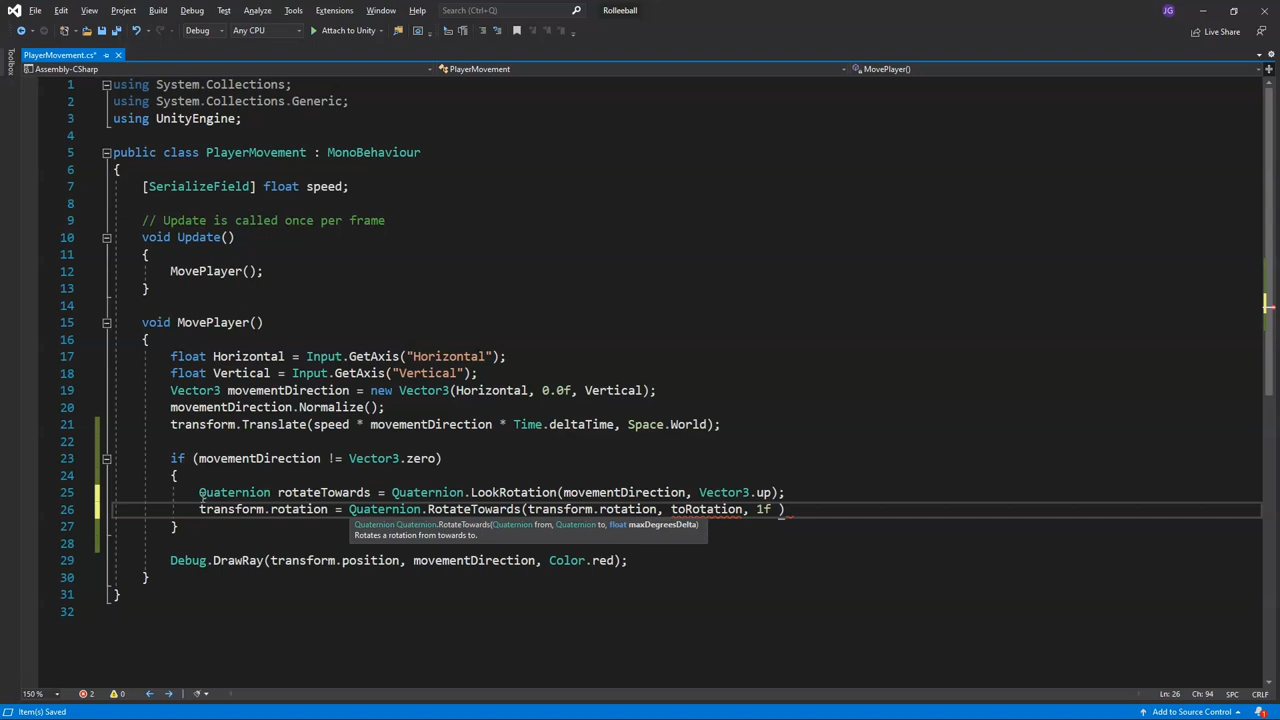 File Edit View Project Build Debug Test Analyze Tools Extensions Window Help Search (Ctrl+Q) Rolleeball JG
Debug Any CPU Attach to Unity Live Share
PlayerMovement.cs*
Toolbox
Assembly-CSharp PlayerMovement MovePlayer()
1 using System.Collections;
2 using System.Collections.Generic;
3 using UnityEngine;
4
5 public class PlayerMovement : MonoBehaviour
6 {
7 [SerializeField] float speed;
8
9 // Update is called once per frame
10 void Update()
11 {
12 MovePlayer();
13 }
14
15 void MovePlayer()
16 {
17 float Horizontal = Input.GetAxis("Horizontal");
18 float Vertical = Input.GetAxis("Vertical");
19 Vector3 movementDirection = new Vector3(Horizontal, 0.0f, Vertical);
20 movementDirection.Normalize();
21 transform.Translate(speed * movementDirection * Time.deltaTime, Space.World);
22
23 if (movementDirection != Vector3.zero)
24 {
25 Quaternion rotateTowards = Quaternion.LookRotation(movementDirection, Vector3.up);
26 transform.rotation = Quaternion.RotateTowards(transform.rotation, toRotation, 1f )
Quaternion Quaternion.RotateTowards(Quaternion from, Quaternion to, float maxDegreesDelta)
Rotates a rotation from towards to.
27 }
28
29 Debug.DrawRay(transform.position, movementDirection, Color.red);
30 }
31 }
32
150 % 2 0 Ln: 26 Ch: 94 SPC CRLF
Item(s) Saved Add to Source Control 1